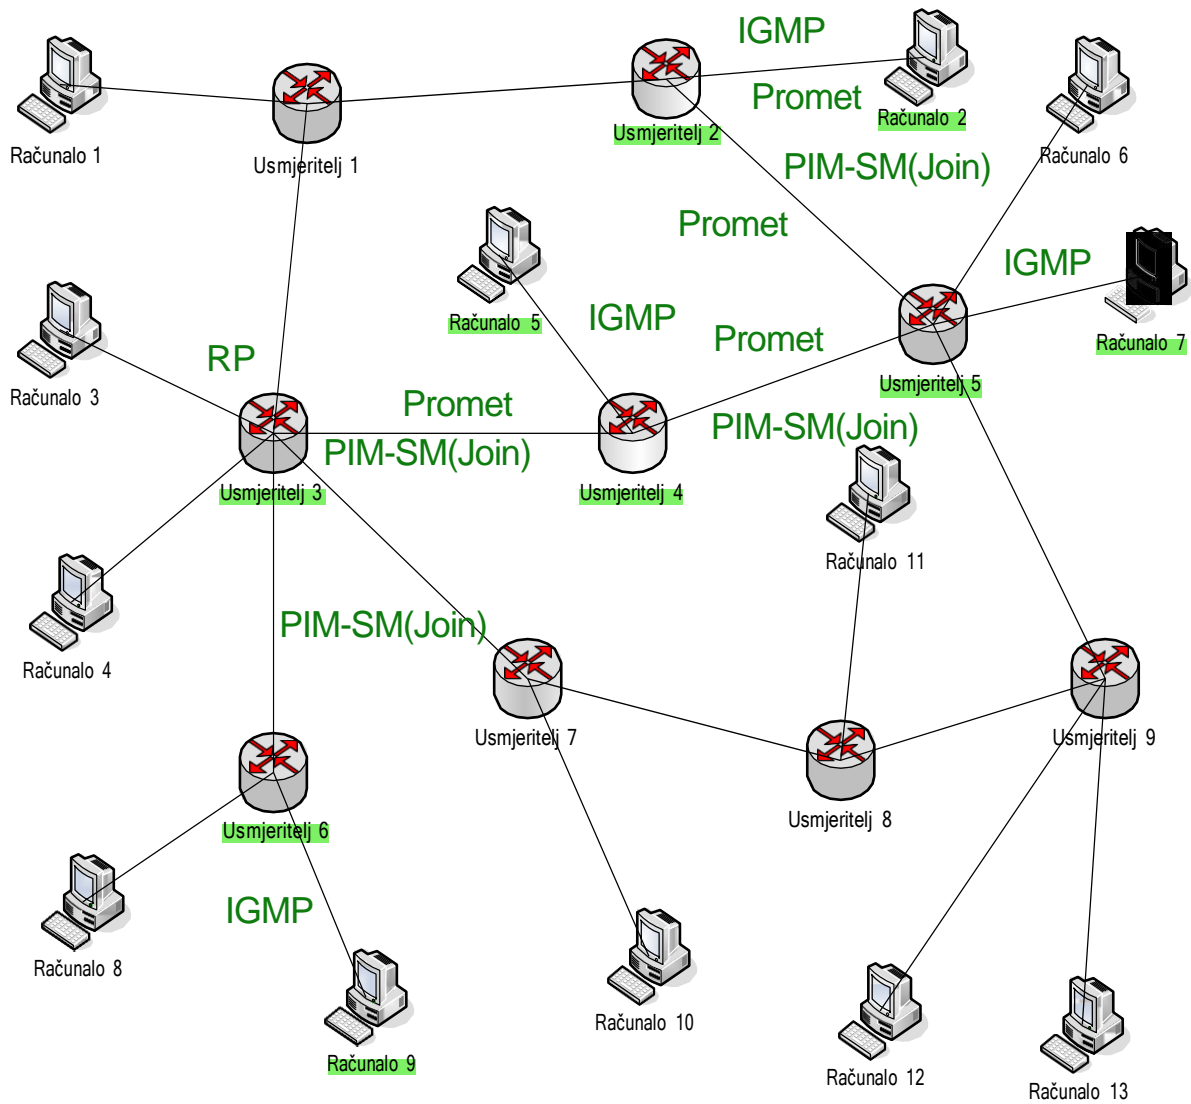 IGMP
Promet
Računalo 2
Računalo 1
Usmjeritelj 1
Usmjeritelj 2
Računalo 6
PIM-SM(Join)
Promet
IGMP
Računalo 5
IGMP
Promet
Računalo 7
Računalo 3
RP
Usmjeritelj 5
Promet
PIM-SM(Join)
PIM-SM(Join)
Usmjeritelj 3
Usmjeritelj 4
Računalo 11
PIM-SM(Join)
Računalo 4
Usmjeritelj 7
Usmjeritelj 9
Usmjeritelj 8
Usmjeritelj 6
IGMP
Računalo 8
Računalo 10
Računalo 9
Računalo 12
Računalo 13